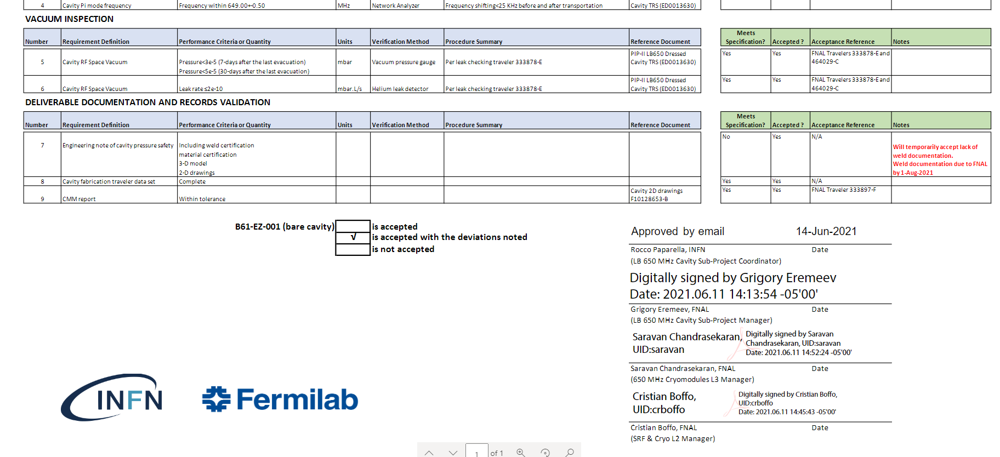 4 Cavity Pi mode frequency Frequency within 649.00+-0.50 MHz Network Analyzer Frequency shifting<25 KHz before and after transportation Cavity TRS (ED0013630)
VACUUM INSPECTION
Number Requirement Definition Performance Criteria or Quantity Units Verification Method Procedure Summary Reference Document Meets Specification? Accepted ? Acceptance Reference Notes
5 Cavity RF Space Vacuum Pressure<3e-5 (7-days after the last evacuation) mbar Vacuum pressure gauge Per leak checking traveler 333878-E PIP-II LB650 Dressed Cavity TRS (ED0013630) Yes Yes FNAL Travelers 333878-E and 464029-C
Pressure<5e-5 (30-days after the last evacuation)
6 Cavity RF Space Vacuum Leak rate ≤2e-10 mbar.L/s Helium leak detector Per leak checking traveler 333878-E PIP-II LB650 Dressed Cavity TRS (ED0013630) Yes Yes FNAL Travelers 333878-E and 464029-C
DELIVERABLE DOCUMENTATION AND RECORDS VALIDATION
Number Requirement Definition Performance Criteria or Quantity Units Verification Method Procedure Summary Reference Document Meets Specification? Accepted ? Acceptance Reference Notes
7 Engineering note of cavity pressure safety Including weld certification No Yes N/A
material certification
3-D model
2-D drawings
Will temporarily accept lack of
weld documentation.
Weld documentation due to FNAL
by 1-Aug-2021
8 Cavity fabrication traveler data set Complete Yes Yes N/A
9 CMM report Within tolerance Cavity 2D drawings F10128653-B Yes Yes FNAL Traveler 333897-F
B61-EZ-001 (bare cavity) is accepted
√ is accepted with the deviations noted
is not accepted
Approved by email 14-Jun-2021
Rocco Paparella, INFN Date
(LB 650 MHz Cavity Sub-Project Coordinator)
Digitally signed by Grigory Eremeev
Date: 2021.06.11 14:13:54 -05'00'
Grigory Eremeev, FNAL Date
(LB 650 MHz Cavity Sub-Project Manager)
Saravan Chandrasekaran,
UID:saravan
Digitally signed by Saravan
Chandrasekaran, UID:saravan
Date: 2021.06.11 14:52:24 -05'00'
Saravan Chandrasekaran, FNAL Date
(650 MHz Cryomodules L3 Manager)
Cristian Boffo,
UID:crboffo
Digitally signed by Cristian Boffo,
UID:crboffo
Date: 2021.06.11 14:45:43 -05'00'
Cristian Boffo, FNAL Date
(SRF & Cryo L2 Manager)
INFN
Fermilab
1 of 1